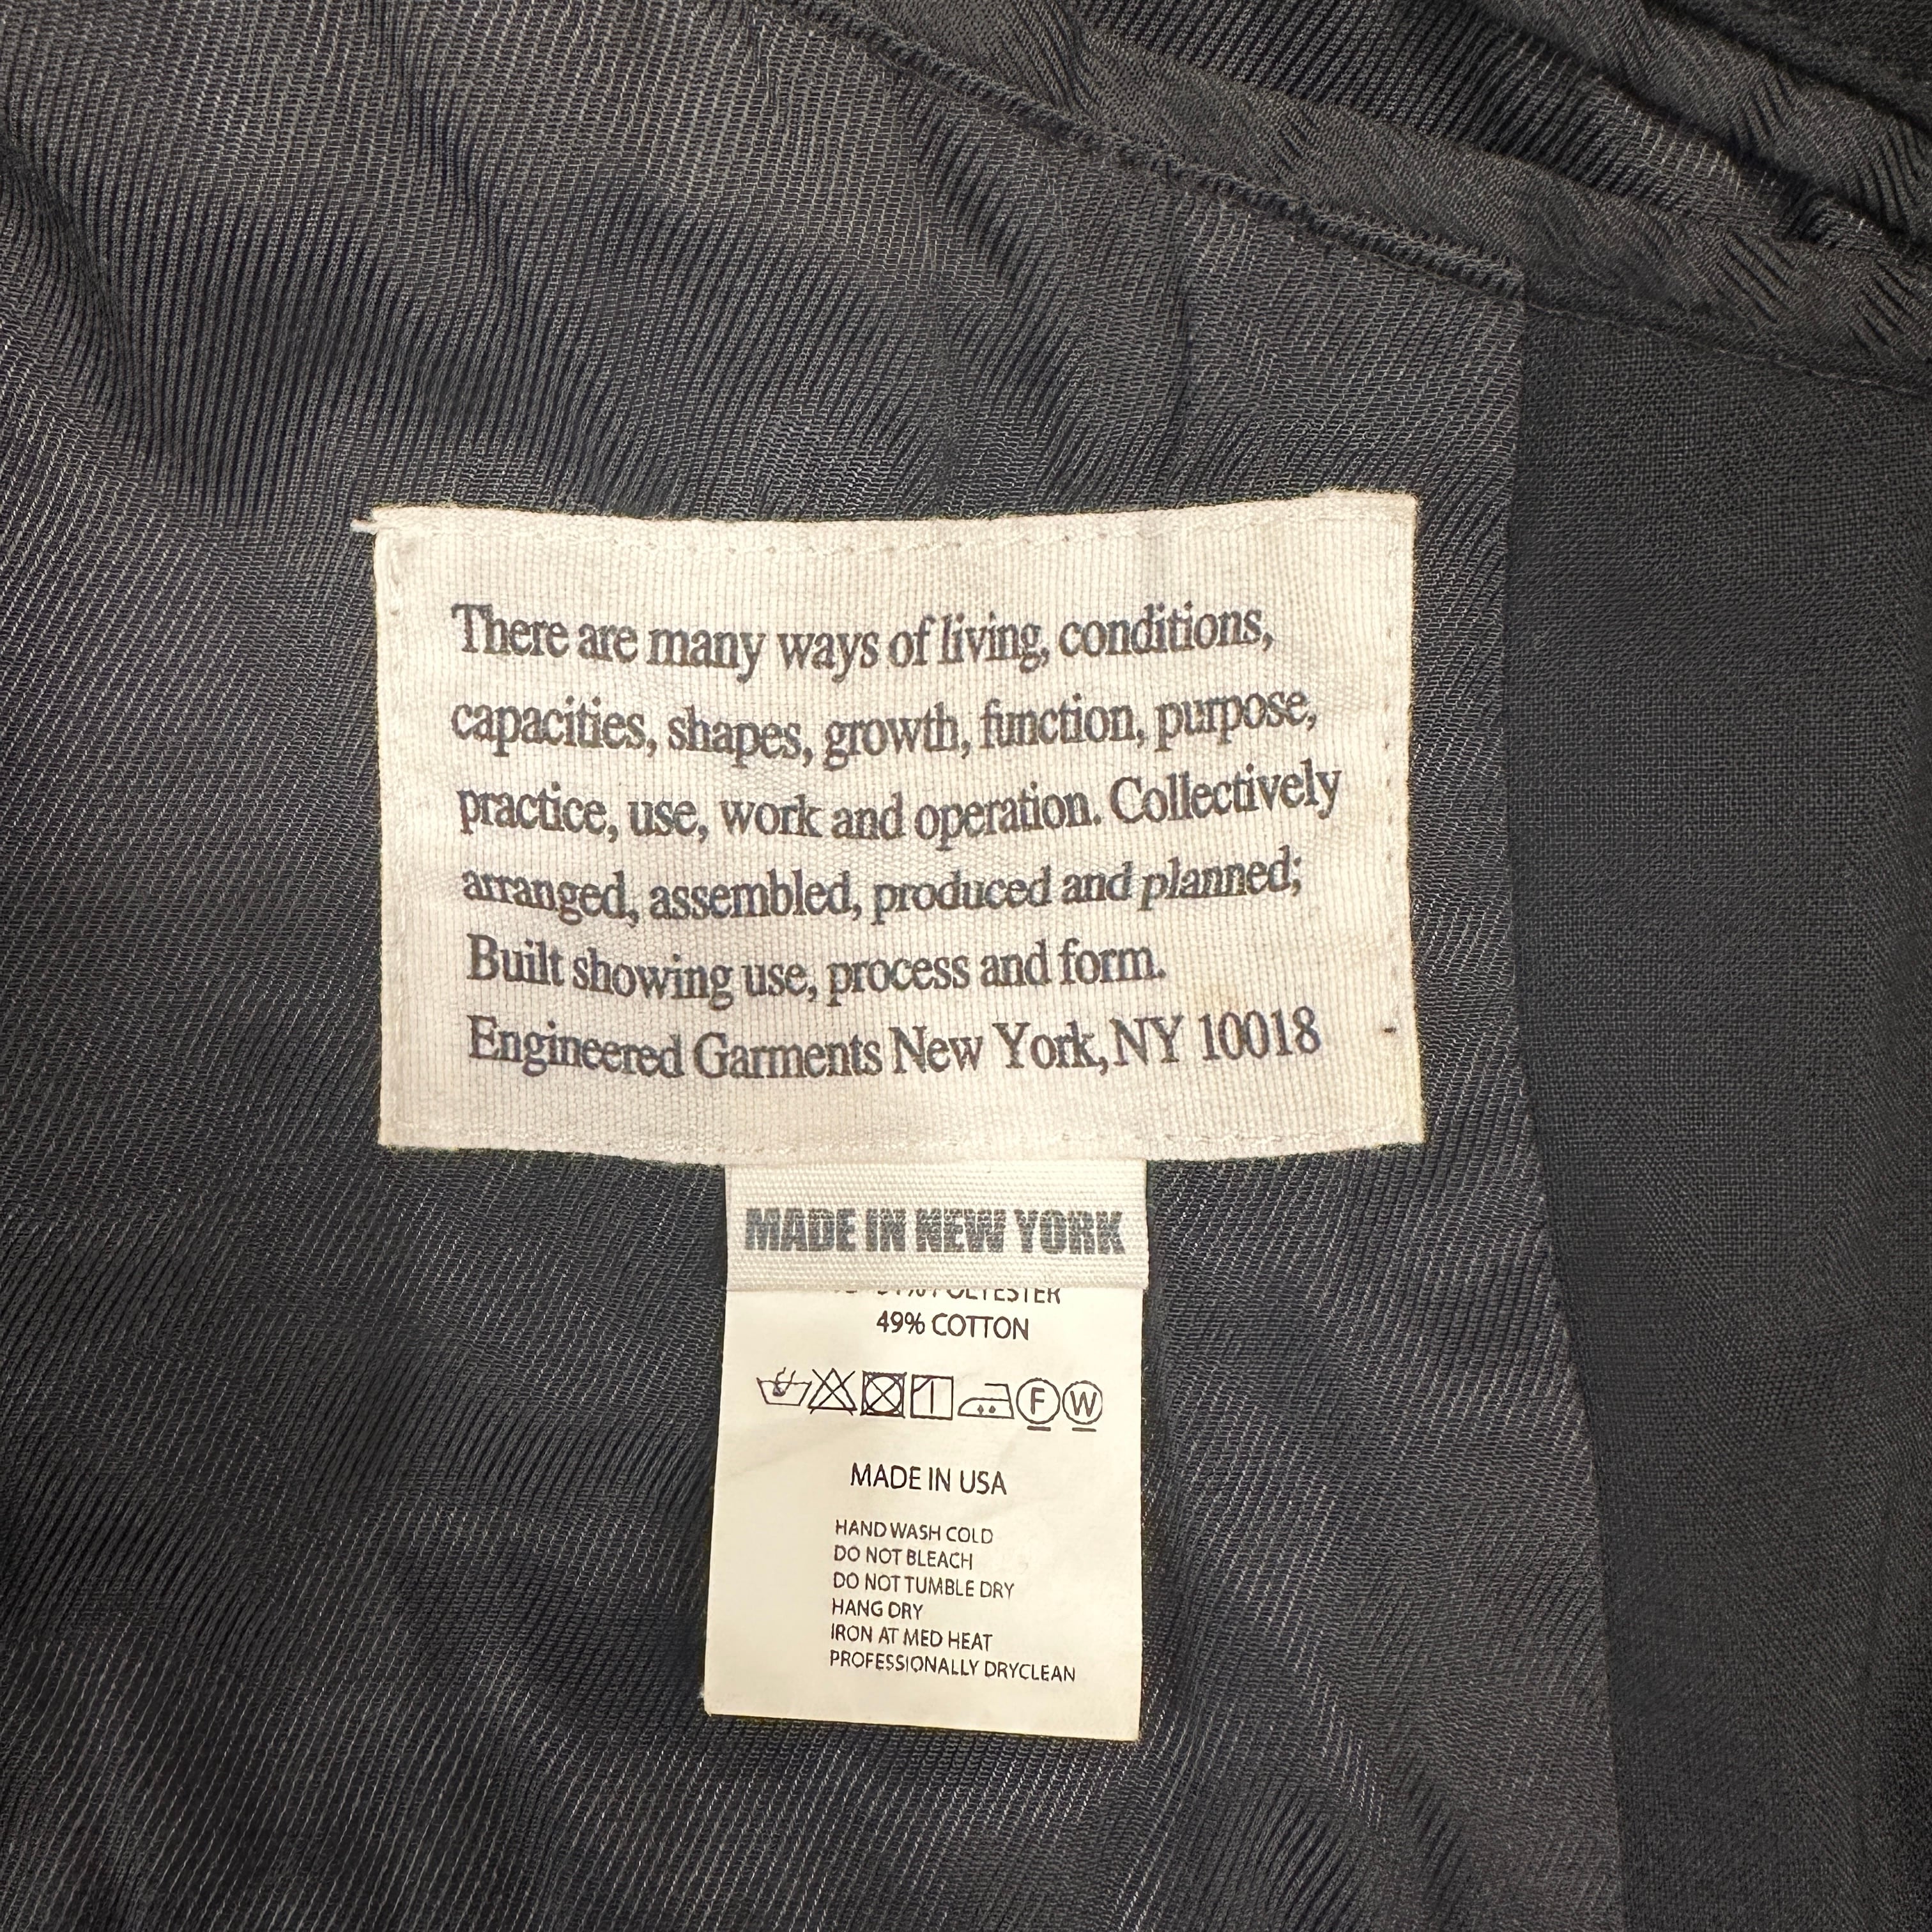 There are many ways of living, conditions,
capacities, shapes, growth, function, purpose,
practice, use, work and operation. Collectively
arranged, assembled, produced and planned;
Built showing use, process and form.
Engineered Garments New York, NY 10018
MADE IN NEW YORK
POLYESTER
49% COTTON
F W
MADE IN USA
HAND WASH COLD
DO NOT BLEACH
DO NOT TUMBLE DRY
HANG DRY
IRON AT MED HEAT
PROFESSIONALLY DRYCLEAN